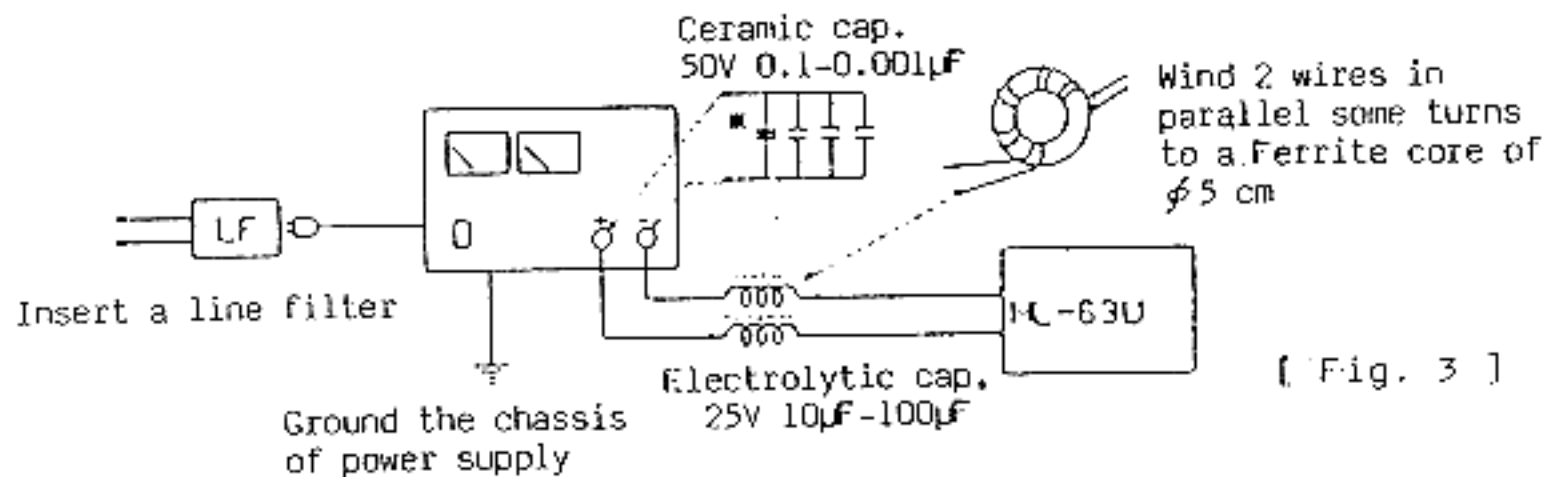 Ceramic cap.
50V 0.1-0.001µF
Wind 2 wires in
parallel some turns
to a Ferrite core of
ø5 cm
LF
+ -
Insert a line filter
Electrolytic cap.
25V 10µF-100µF
[ Fig. 3 ]
Ground the chassis
of power supply